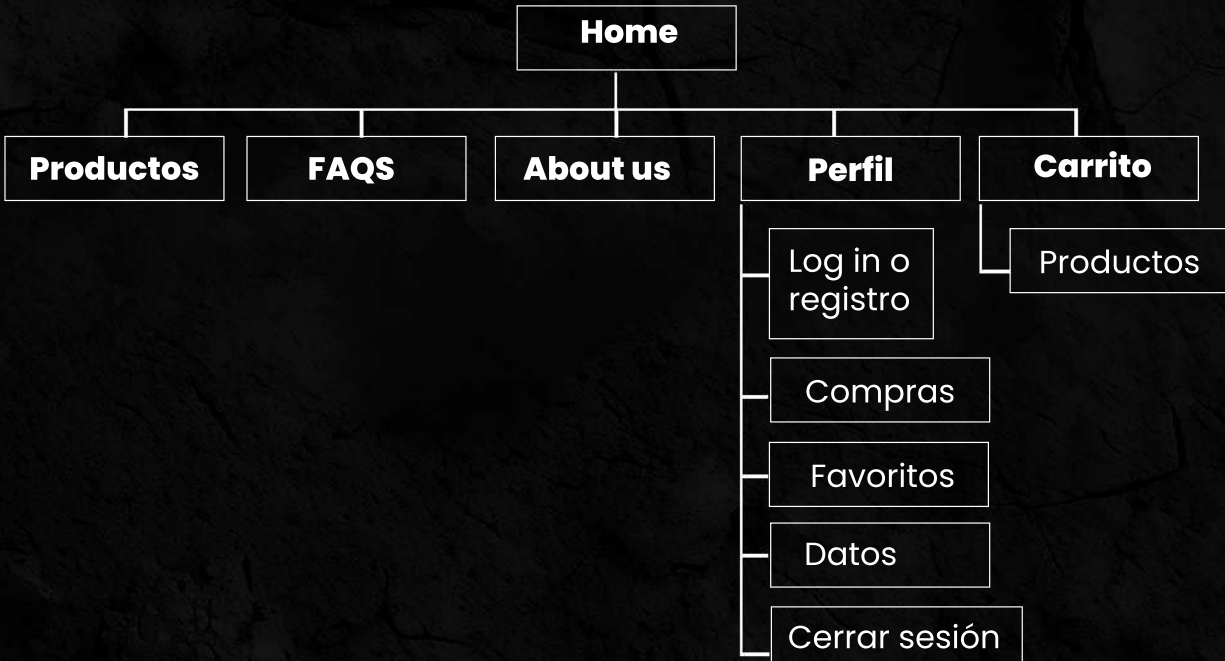 Home
Productos
FAQS
About us
Perfil
Carrito
Log in o
registro
Productos
Compras
Favoritos
Datos
Cerrar sesión